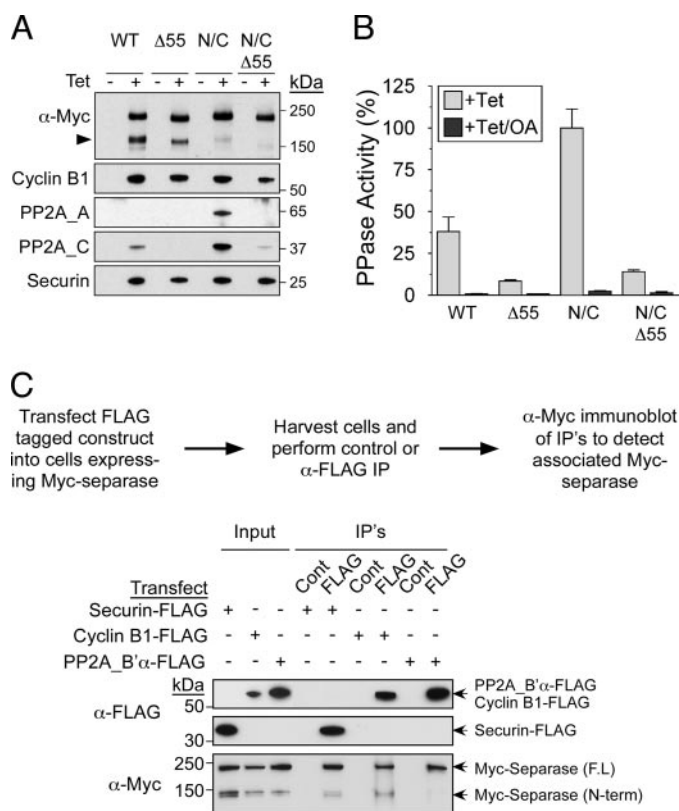 A
WT Δ55 N/C N/C Δ55
Tet - + - + - + - + kDa
α-Myc
250
150
Cyclin B1
50
PP2A_A
65
PP2A_C
37
Securin
25
B
PPase Activity (%)
125
100
75
50
25
0
+Tet
+Tet/OA
WT Δ55 N/C N/C Δ55
C
Transfect FLAG
tagged construct
into cells express-
ing Myc-separase
Harvest cells and
perform control or
α-FLAG IP
α-Myc immunoblot
of IP's to detect
associated Myc-
separase
Input IP's
Transfect Cont FLAG Cont FLAG Cont FLAG
Securin-FLAG + - - + + - - - -
Cyclin B1-FLAG - + - - - + + - -
PP2A_B'α-FLAG - - + - - - - + +
kDa
α-FLAG
50
PP2A_B'α-FLAG
Cyclin B1-FLAG
30
Securin-FLAG
α-Myc
250
Myc-Separase (F.L)
150
Myc-Separase (N-term)